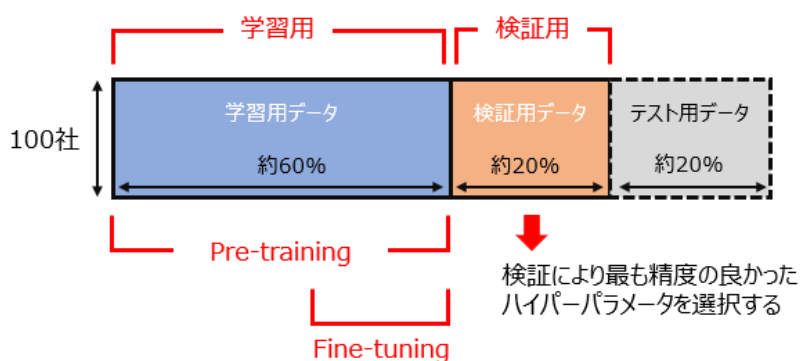 学習用
検証用
100社
学習用データ
検証用データ
テスト用データ
約60%
約20%
約20%
Pre-training
検証により最も精度の良かった
ハイパーパラメータを選択する
Fine-tuning